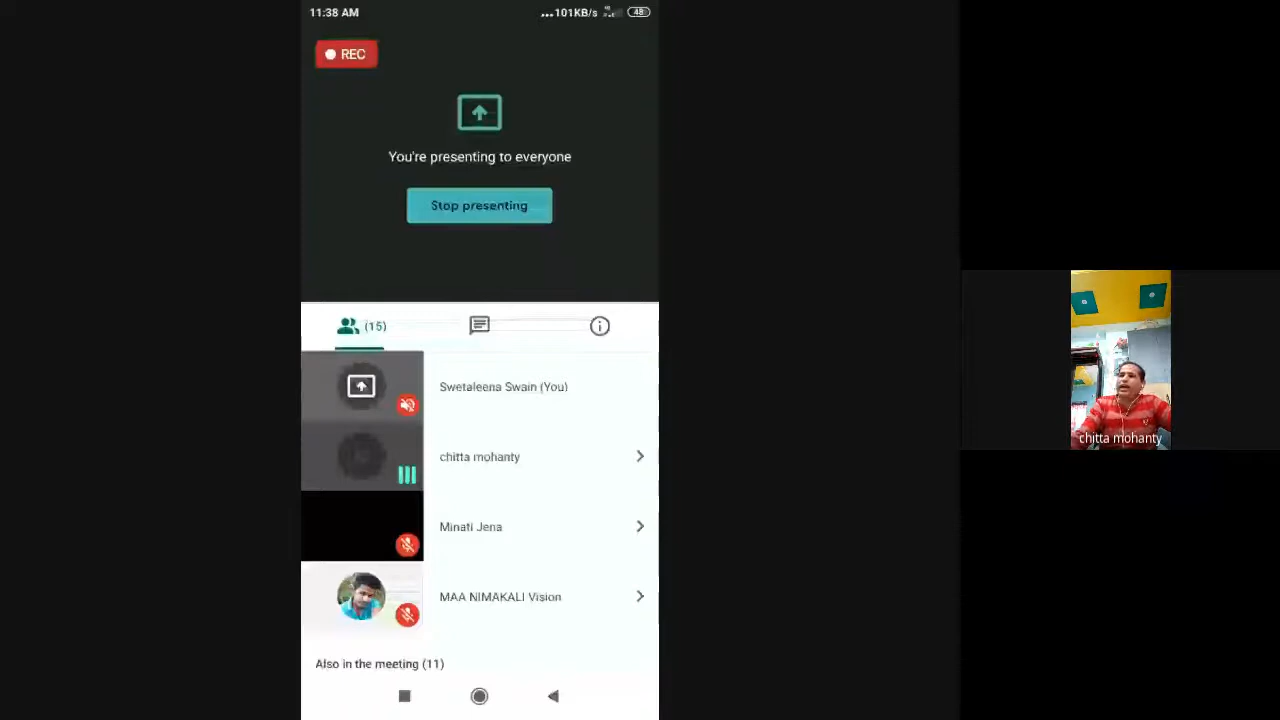 11:38 AM
...101KB/s 48
REC
You're presenting to everyone
Stop presenting
(15)
Swetaleena Swain (You)
chitta mohanty
Minati Jena
MAA NIMAKALI Vision
Also in the meeting (11)
chitta mohanty